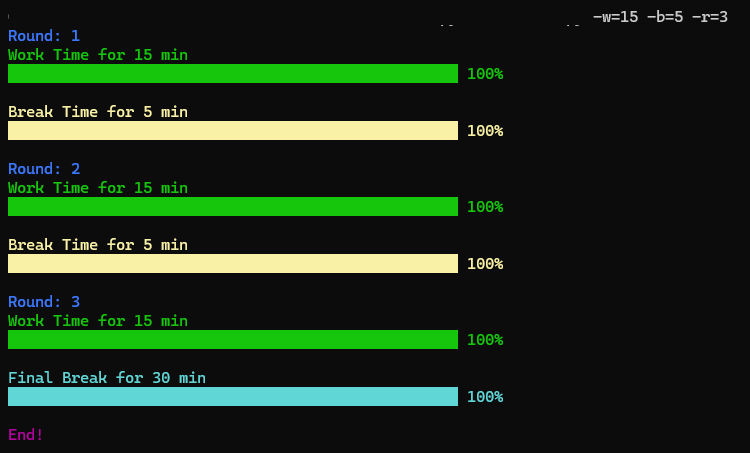 -w=15 -b=5 -r=3
Round: 1
Work Time for 15 min
100%
Break Time for 5 min
100%
Round: 2
Work Time for 15 min
100%
Break Time for 5 min
100%
Round: 3
Work Time for 15 min
100%
Final Break for 30 min
100%
End!